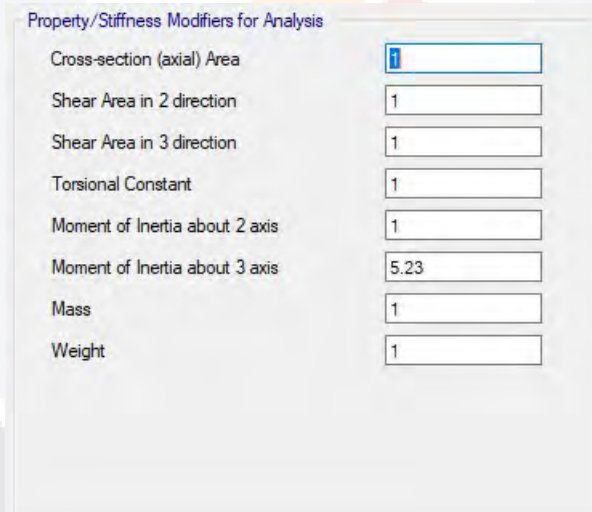 Property/Stiffness Modifiers for Analysis
Cross-section (axial) Area 1
Shear Area in 2 direction 1
Shear Area in 3 direction 1
Torsional Constant 1
Moment of Inertia about 2 axis 1
Moment of Inertia about 3 axis 5.23
Mass 1
Weight 1